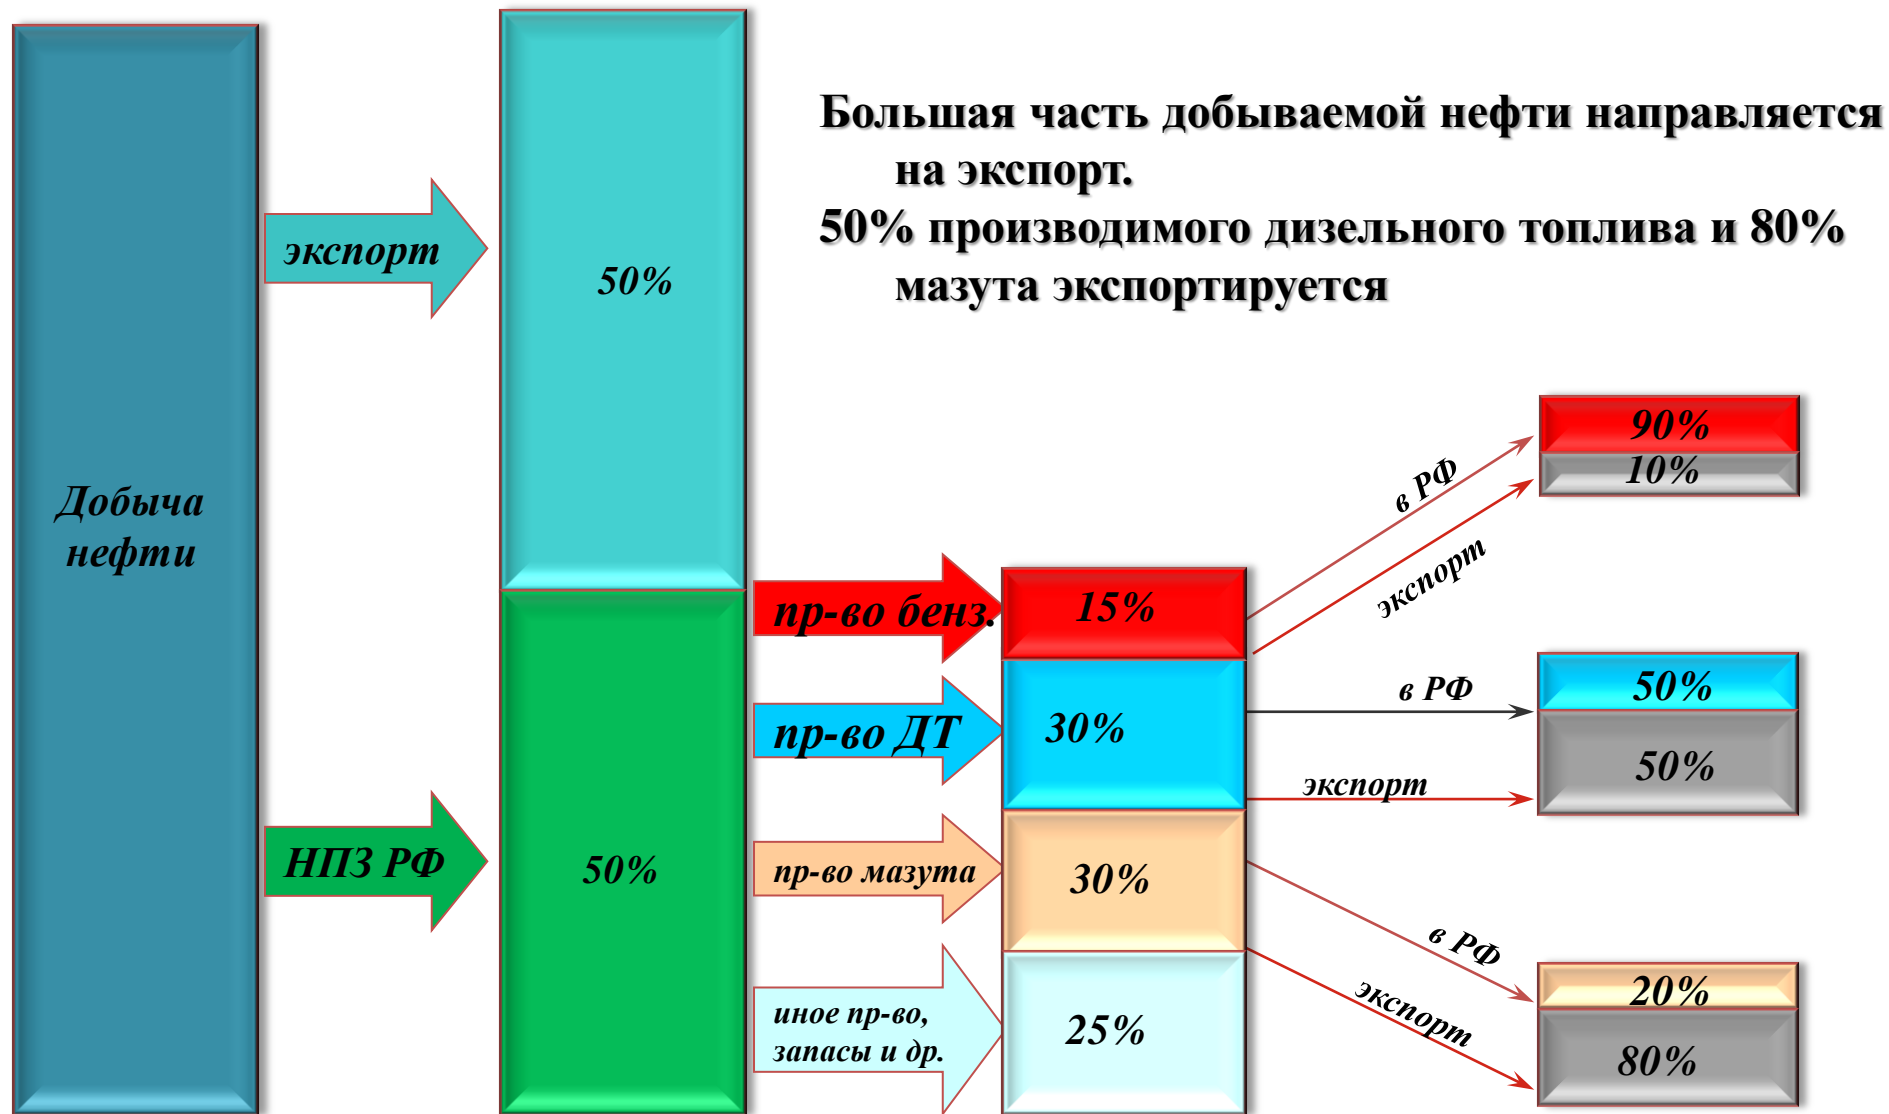 Большая часть добываемой нефти направляется
на экспорт.
50% производимого дизельного топлива и 80%
мазута экспортируется
Добыча
нефти
экспорт
50%
НПЗ РФ
50%
пр-во бенз.
15%
пр-во ДТ
30%
пр-во мазута
30%
иное пр-во,
запасы и др.
25%
в РФ
экспорт
90%
10%
в РФ
экспорт
50%
50%
в РФ
экспорт
20%
80%